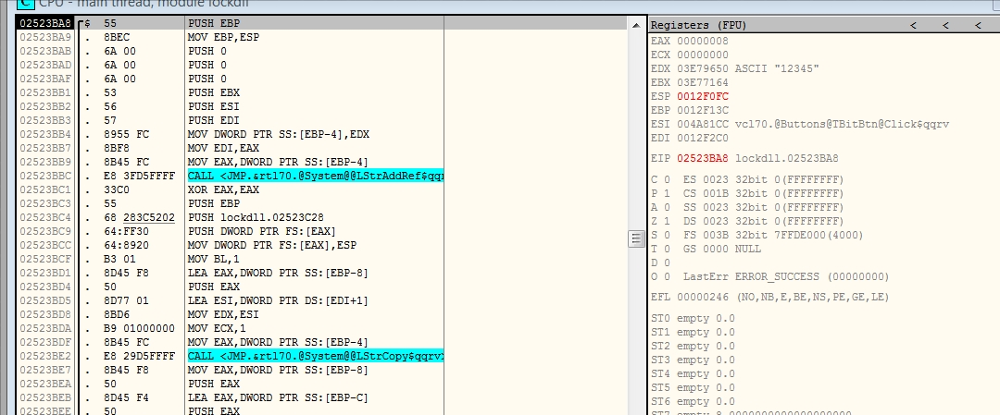 C CPU - main thread, module lockdll
02523BA8 $ 55 PUSH EBP
02523BA9 . 8BEC MOV EBP,ESP
02523BAB . 6A 00 PUSH 0
02523BAD . 6A 00 PUSH 0
02523BAF . 6A 00 PUSH 0
02523BB1 . 53 PUSH EBX
02523BB2 . 56 PUSH ESI
02523BB3 . 57 PUSH EDI
02523BB4 . 8955 FC MOV DWORD PTR SS:[EBP-4],EDX
02523BB7 . 8BF8 MOV EDI,EAX
02523BB9 . 8B45 FC MOV EAX,DWORD PTR SS:[EBP-4]
02523BBC . E8 3FD5FFFF CALL <JMP.&rtl70.@System@@LStrAddRef$qqr
02523BC1 . 33C0 XOR EAX,EAX
02523BC3 . 55 PUSH EBP
02523BC4 . 68 283C5202 PUSH lockdll.02523C28
02523BC9 . 64:FF30 PUSH DWORD PTR FS:[EAX]
02523BCC . 64:8920 MOV DWORD PTR FS:[EAX],ESP
02523BCF . B3 01 MOV BL,1
02523BD1 . 8D45 F8 LEA EAX,DWORD PTR SS:[EBP-8]
02523BD4 . 50 PUSH EAX
02523BD5 . 8D77 01 LEA ESI,DWORD PTR DS:[EDI+1]
02523BD8 . 8BD6 MOV EDX,ESI
02523BDA . B9 01000000 MOV ECX,1
02523BDF . 8B45 FC MOV EAX,DWORD PTR SS:[EBP-4]
02523BE2 . E8 29D5FFFF CALL <JMP.&rtl70.@System@@LStrCopy$qqrv
02523BE7 . 8B45 F8 MOV EAX,DWORD PTR SS:[EBP-8]
02523BEA . 50 PUSH EAX
02523BEB . 8D45 F4 LEA EAX,DWORD PTR SS:[EBP-C]
02523BEE . 50 PUSH EAX
Registers (FPU) < < <
EAX 00000008
ECX 00000000
EDX 03E79650 ASCII "12345"
EBX 03E77164
ESP 0012F0FC
EBP 0012F13C
ESI 004A81CC vcl70.@Buttons@TBitBtn@Click$qqrv
EDI 0012F2C0
EIP 02523BA8 lockdll.02523BA8
C 0 ES 0023 32bit 0(FFFFFFFF)
P 1 CS 001B 32bit 0(FFFFFFFF)
A 0 SS 0023 32bit 0(FFFFFFFF)
Z 1 DS 0023 32bit 0(FFFFFFFF)
S 0 FS 003B 32bit 7FFDE000(4000)
T 0 GS 0000 NULL
D 0
O 0 LastErr ERROR_SUCCESS (00000000)
EFL 00000246 (NO,NB,E,BE,NS,PE,GE,LE)
ST0 empty 0.0
ST1 empty 0.0
ST2 empty 0.0
ST3 empty 0.0
ST4 empty 0.0
ST5 empty 0.0
ST6 empty 0.0